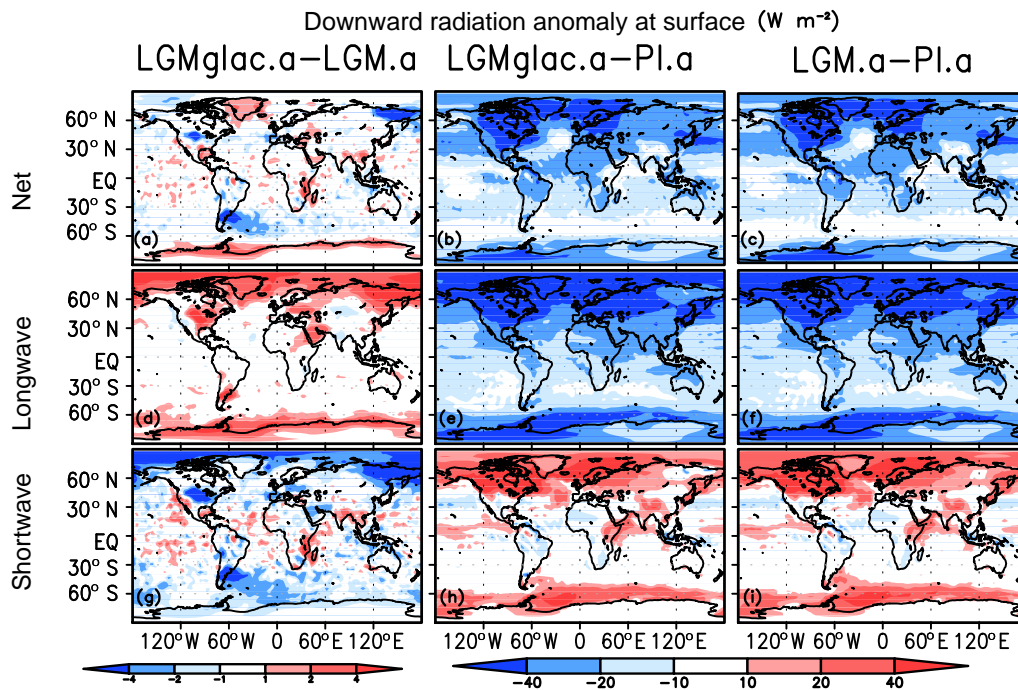 Downward radiation anomaly at surface (W m⁻²)
LGMglac.a−LGM.a LGMglac.a−PI.a LGM.a−PI.a
Net
60° N
30° N
EQ
30° S
60° S
(a) (b) (c)
Longwave
60° N
30° N
EQ
30° S
60° S
(d) (e) (f)
Shortwave
60° N
30° N
EQ
30° S
60° S
(g) (h) (i)
120°W 60°W 0 60°E 120°E 120°W 60°W 0 60°E 120°E 120°W 60°W 0 60°E 120°E
−4 −2 −1 1 2 4 −40 −20 −10 10 20 40